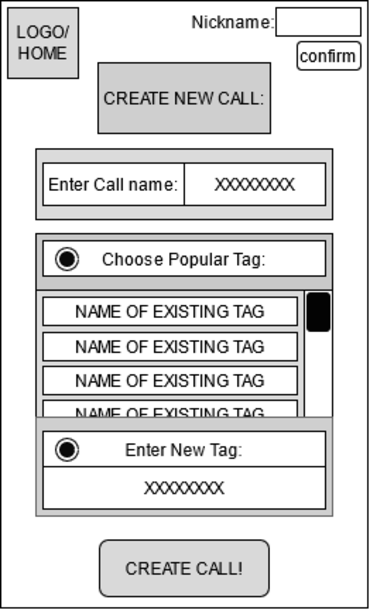 LOGO/
HOME
Nickname:
confirm
CREATE NEW CALL:
Enter Call name:
XXXXXXXX
Choose Popular Tag:
NAME OF EXISTING TAG
NAME OF EXISTING TAG
NAME OF EXISTING TAG
NAME OF EXISTING TAG
Enter New Tag:
XXXXXXXX
CREATE CALL!